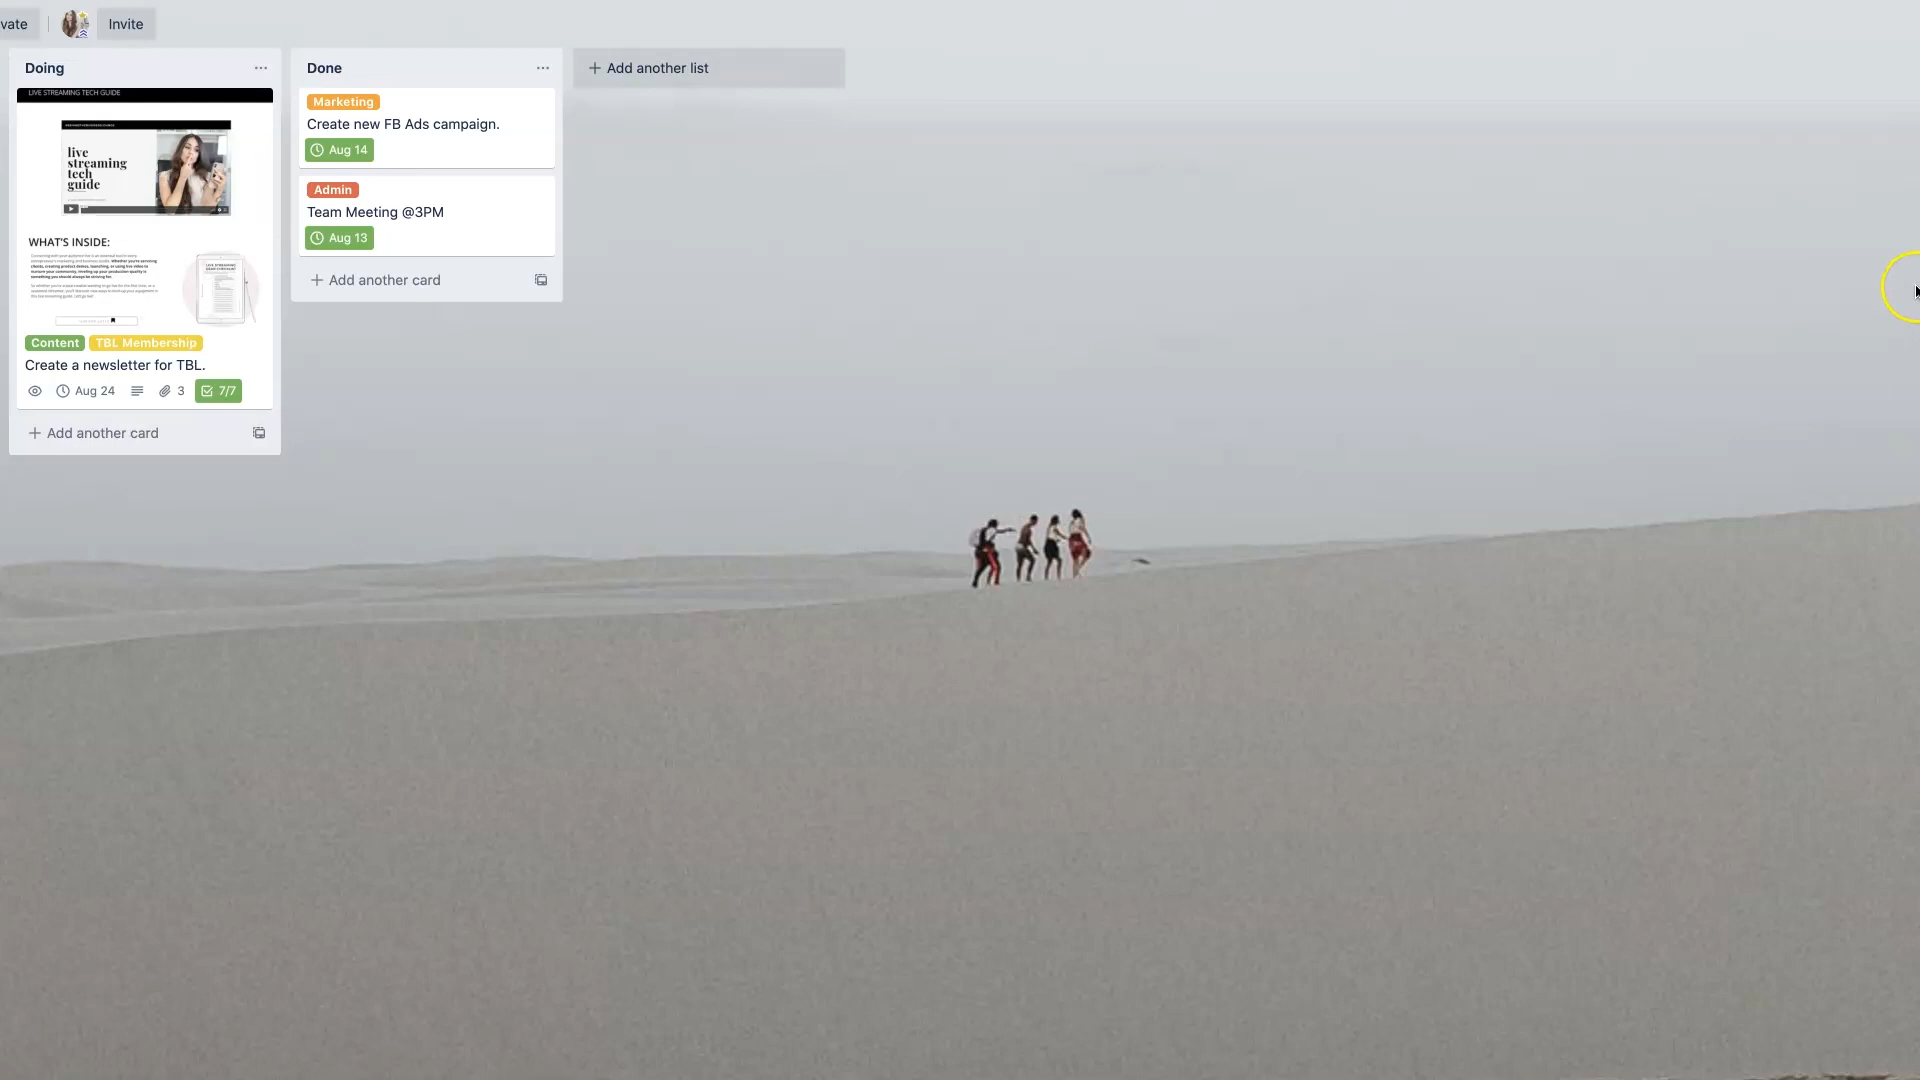 vate
Invite
Doing
LIVE STREAMING TECH GUIDE
live
streaming
tech
guide
WHAT'S INSIDE:
Content
TBL Membership
Create a newsletter for TBL.
Aug 24
3
7/7
+ Add another card
Done
Marketing
Create new FB Ads campaign.
Aug 14
Admin
Team Meeting @3PM
Aug 13
+ Add another card
+ Add another list